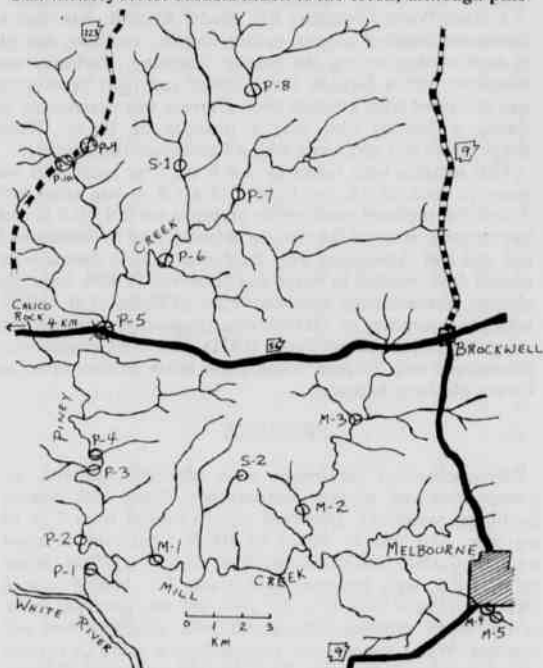 123
P-8
P-9
P-10
S-1
9
P-7
CREEK
P-6
CALICO
ROCK
4 KM
P-5
56
BROCKWELL
PINEY
M-3
P-4
P-3
S-2
M-2
P-2
M-1
MELBOURNE
P-1
MILL
CREEK
WHITE
RIVER
0 1 2 3
KM
M-4
M-5
9